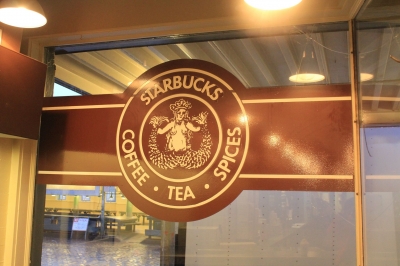 STARBUCKS
COFFEE · TEA · SPICES